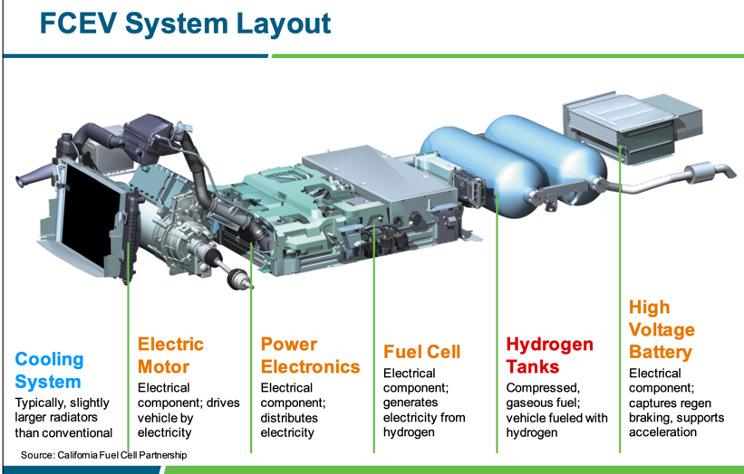 FCEV System Layout
Cooling
System
Typically, slightly
larger radiators
than conventional
Electric
Motor
Electrical
component; drives
vehicle by
electricity
Power
Electronics
Electrical
component;
distributes
electricity
Fuel Cell
Electrical
component;
generates
electricity from
hydrogen
Hydrogen
Tanks
Compressed,
gaseous fuel;
vehicle fueled with
hydrogen
High
Voltage
Battery
Electrical
component;
captures regen
braking, supports
acceleration
Source: California Fuel Cell Partnership